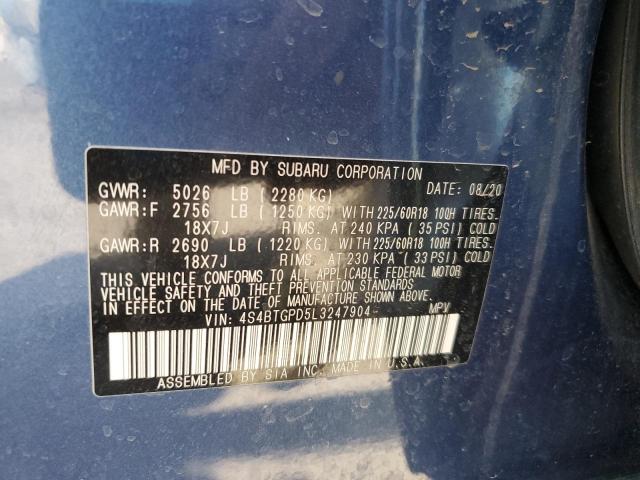 MFD BY SUBARU CORPORATION
GVWR: 5026 LB ( 2280 KG) DATE: 08/20
GAWR:F 2756 LB ( 1250 KG) WITH 225/60R18 100H TIRES,
18X7J RIMS, AT 240 KPA ( 35 PSI) COLD
GAWR:R 2690 LB ( 1220 KG) WITH 225/60R18 100H TIRES,
18X7J RIMS, AT 230 KPA ( 33 PSI) COLD
THIS VEHICLE CONFORMS TO ALL APPLICABLE FEDERAL MOTOR
VEHICLE SAFETY AND THEFT PREVENTION STANDARDS
IN EFFECT ON THE DATE OF MANUFACTURE SHOWN ABOVE.
VIN: 4S4BTGPD5L3247904 MPV
ASSEMBLED BY SIA INC. MADE IN U.S.A.